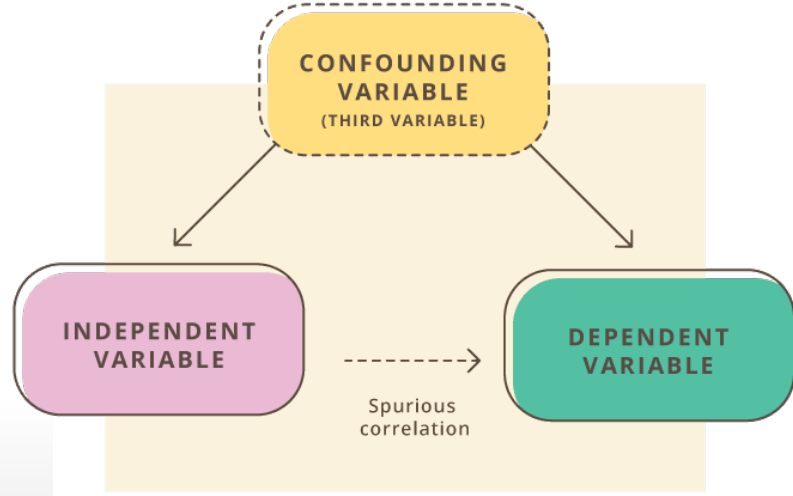 CONFOUNDING
VARIABLE
(THIRD VARIABLE)
INDEPENDENT
VARIABLE
DEPENDENT
VARIABLE
Spurious
correlation